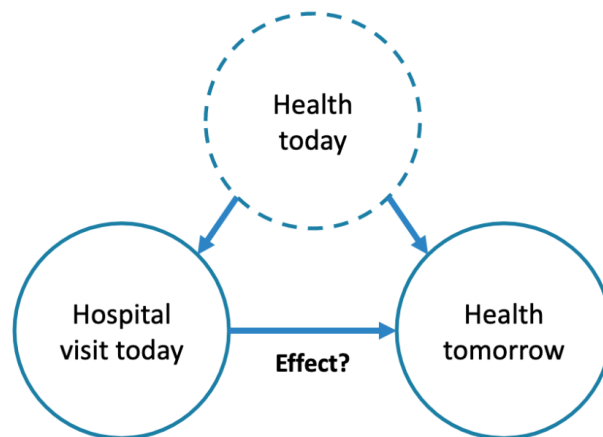 Health
today
Hospital
visit today
Effect?
Health
tomorrow